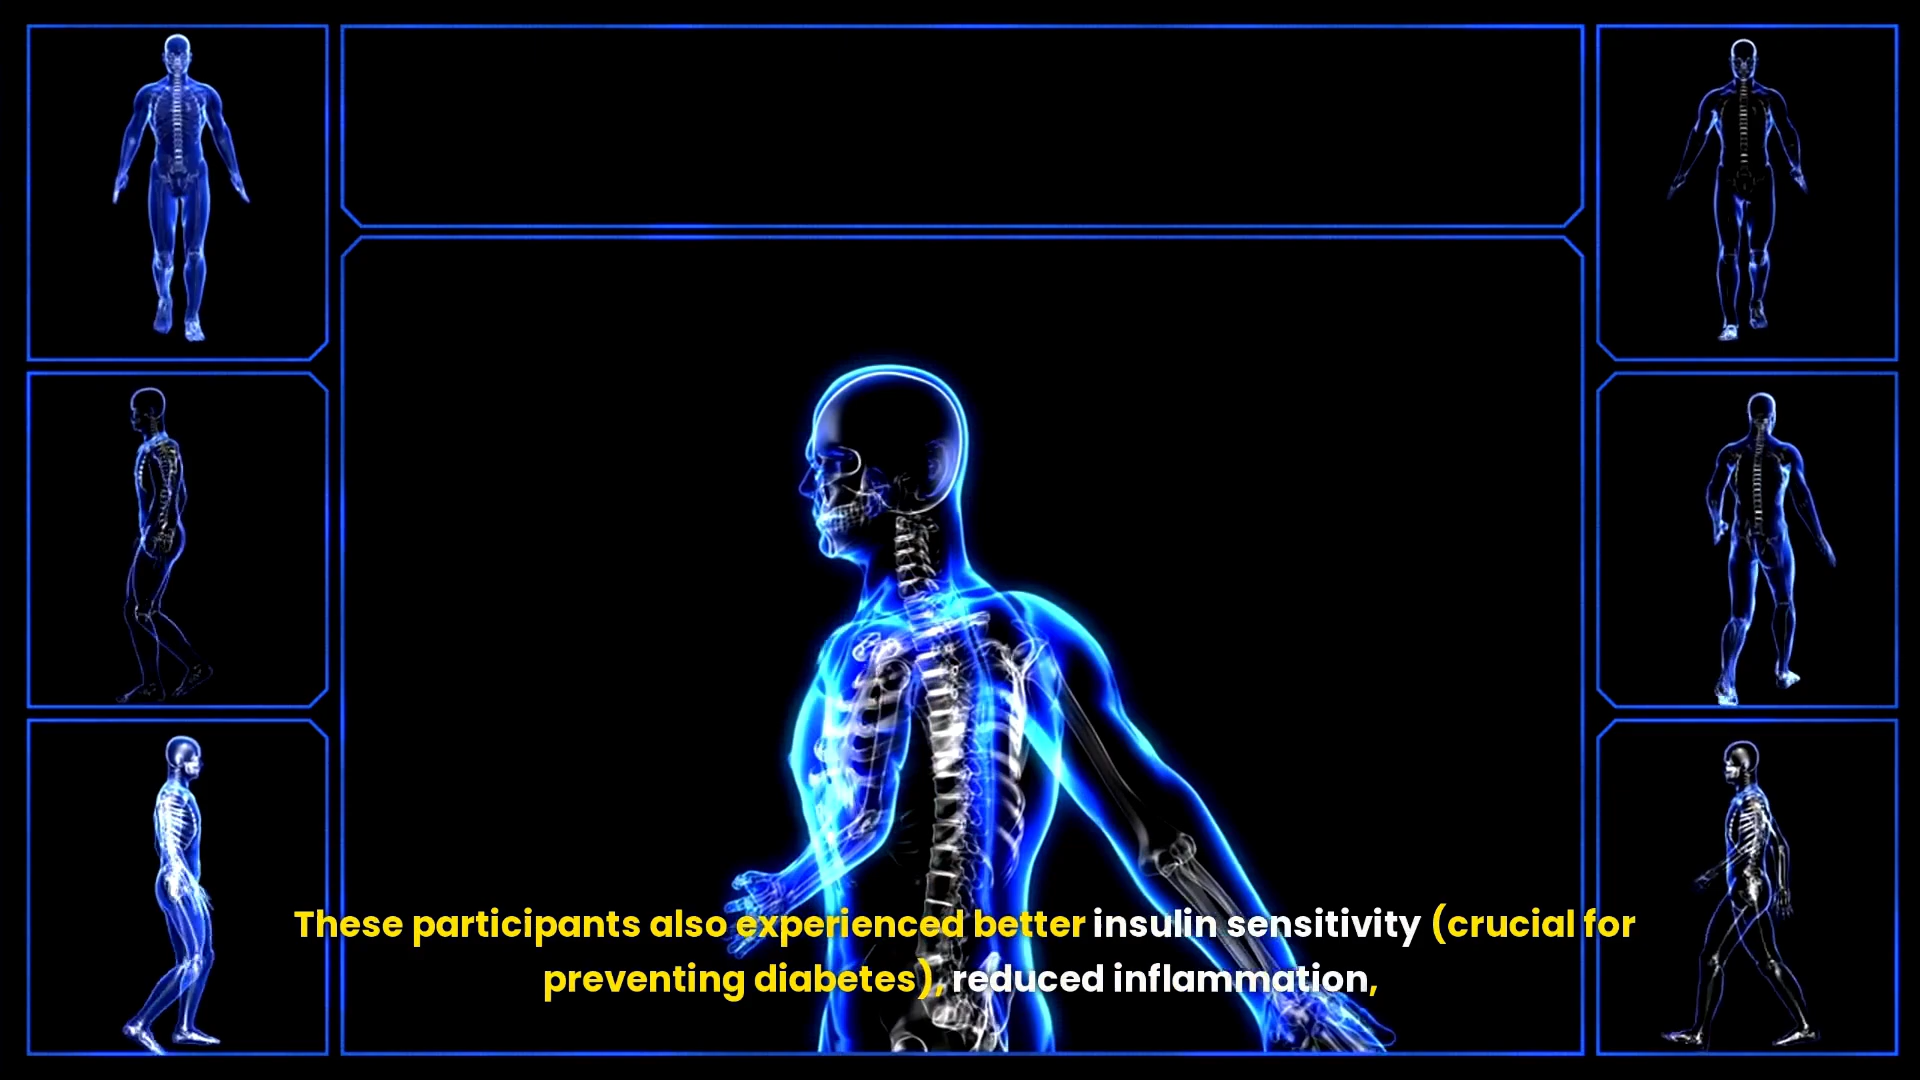 These participants also experienced better insulin sensitivity (crucial for
preventing diabetes), reduced inflammation,